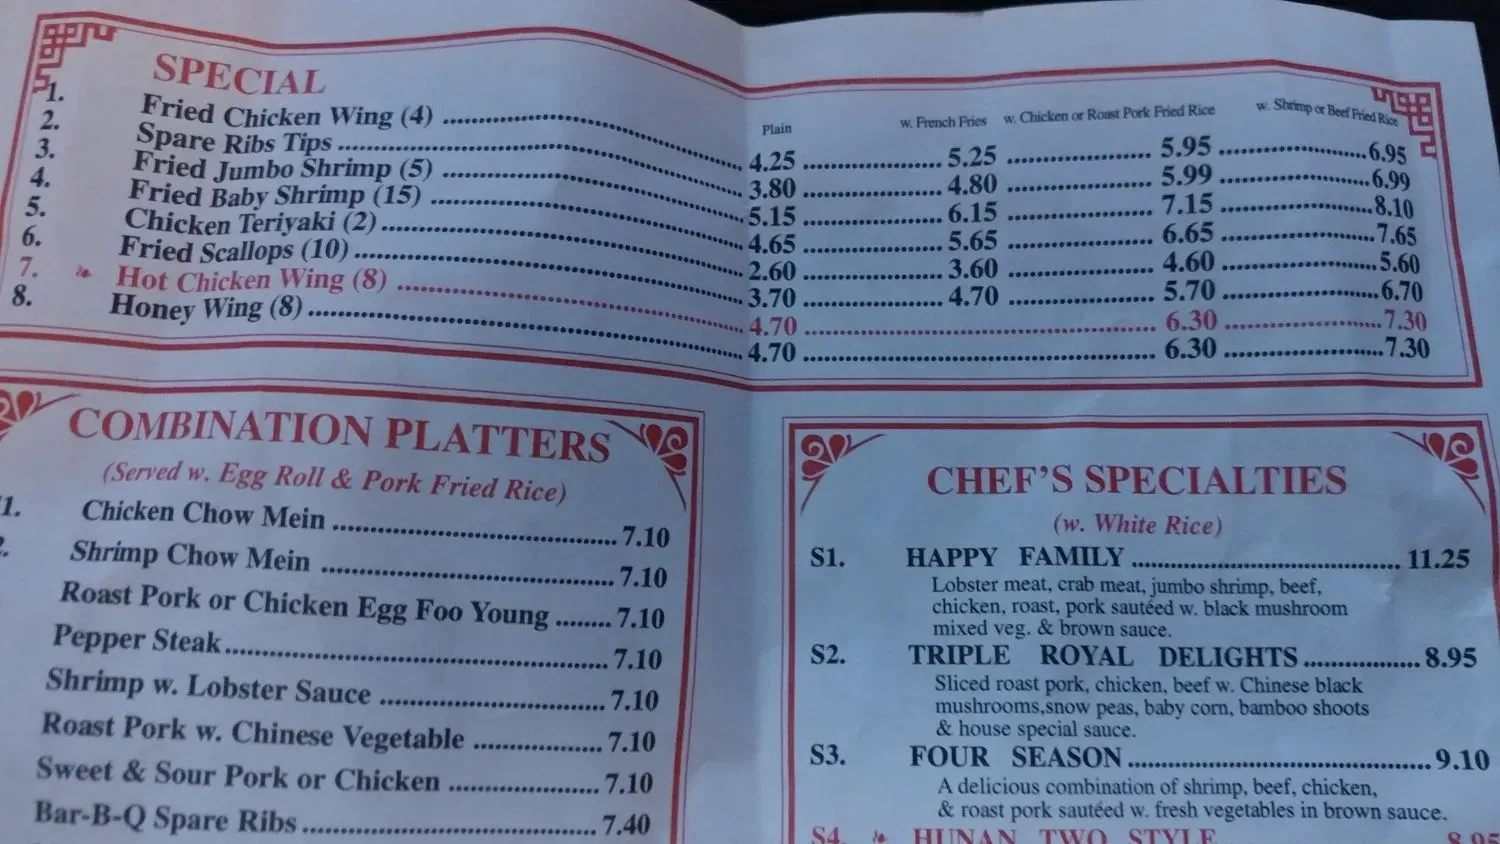 SPECIAL
Plain w. French Fries w. Chicken or Roast Pork Fried Rice w. Shrimp or Beef Fried Rice
1. Fried Chicken Wing (4) 4.25 5.25 5.95 6.95
2. Spare Ribs Tips 3.80 4.80 5.99 6.99
3. Fried Jumbo Shrimp (5) 5.15 6.15 7.15 8.10
4. Fried Baby Shrimp (15) 4.65 5.65 6.65 7.65
5. Chicken Teriyaki (2) 2.60 3.60 4.60 5.60
6. Fried Scallops (10) 3.70 4.70 5.70 6.70
7. Hot Chicken Wing (8) 4.70 6.30 7.30
8. Honey Wing (8) 4.70 6.30 7.30
COMBINATION PLATTERS
(Served w. Egg Roll & Pork Fried Rice)
1. Chicken Chow Mein 7.10
Shrimp Chow Mein 7.10
Roast Pork or Chicken Egg Foo Young 7.10
Pepper Steak 7.10
Shrimp w. Lobster Sauce 7.10
Roast Pork w. Chinese Vegetable 7.10
Sweet & Sour Pork or Chicken 7.10
Bar-B-Q Spare Ribs 7.40
CHEF'S SPECIALTIES
(w. White Rice)
S1. HAPPY FAMILY 11.25
Lobster meat, crab meat, jumbo shrimp, beef,
chicken, roast, pork sautéed w. black mushroom
mixed veg. & brown sauce.
S2. TRIPLE ROYAL DELIGHTS 8.95
Sliced roast pork, chicken, beef w. Chinese black
mushrooms,snow peas, baby corn, bamboo shoots
& house special sauce.
S3. FOUR SEASON 9.10
A delicious combination of shrimp, beef, chicken,
& roast pork sautéed w. fresh vegetables in brown sauce.
S4. HUNAN TWO STYLE 8.95